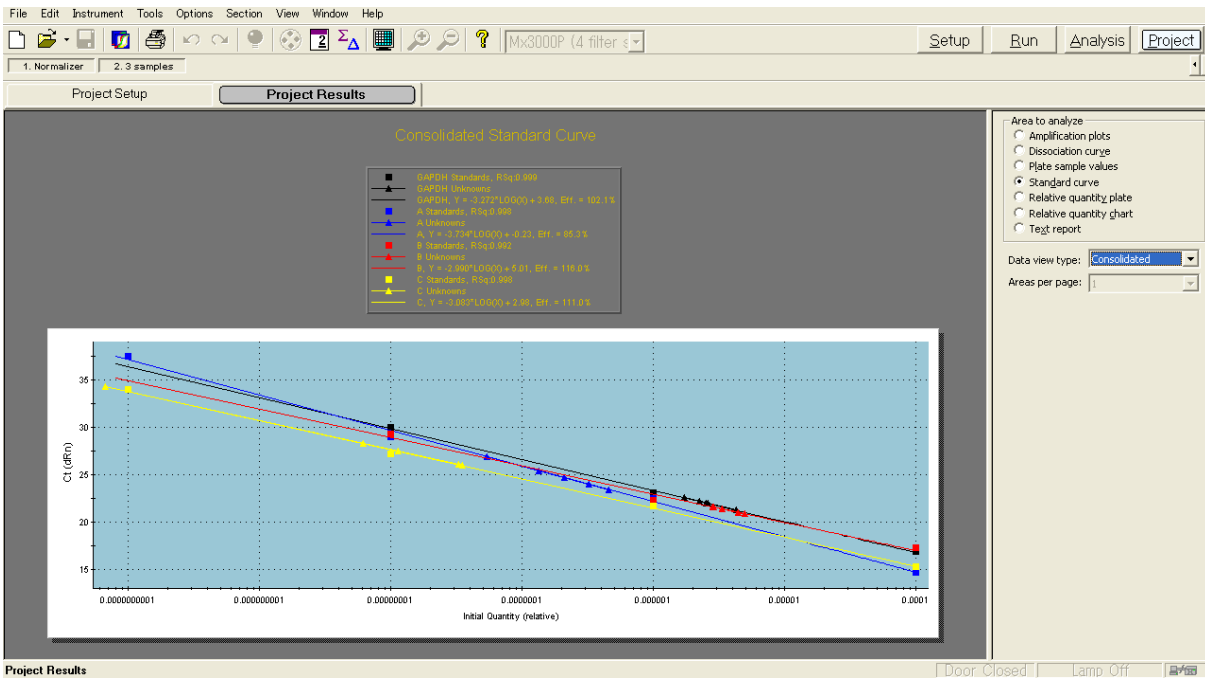 File Edit Instrument Tools Options Section View Window Help
Mx3000P (4 filter s
Setup Run Analysis Project
1. Normalizer 2. 3 samples
Project Setup Project Results
Consolidated Standard Curve
GAPDH Standards, RSq:0.999
GAPDH Unknowns
GAPDH, Y = -3.272*LOG(X) + 3.68, Eff. = 102.1%
A Standards, RSq:0.998
A Unknowns
A, Y = -3.734*LOG(X) + -0.23, Eff. = 85.3%
B Standards, RSq:0.992
B Unknowns
B, Y = -2.990*LOG(X) + 5.01, Eff. = 116.0%
C Standards, RSq:0.998
C Unknowns
C, Y = -3.083*LOG(X) + 2.98, Eff. = 111.0%
Area to analyze
Amplification plots
Dissociation curve
Plate sample values
Standard curve
Relative quantity plate
Relative quantity chart
Text report
Data view type: Consolidated
Areas per page: 1
35
30
25
20
15
Ct (dRn)
0.0000000001 0.000000001 0.00000001 0.0000001 0.000001 0.00001 0.0001
Initial Quantity (relative)
Project Results Door Closed Lamp Off